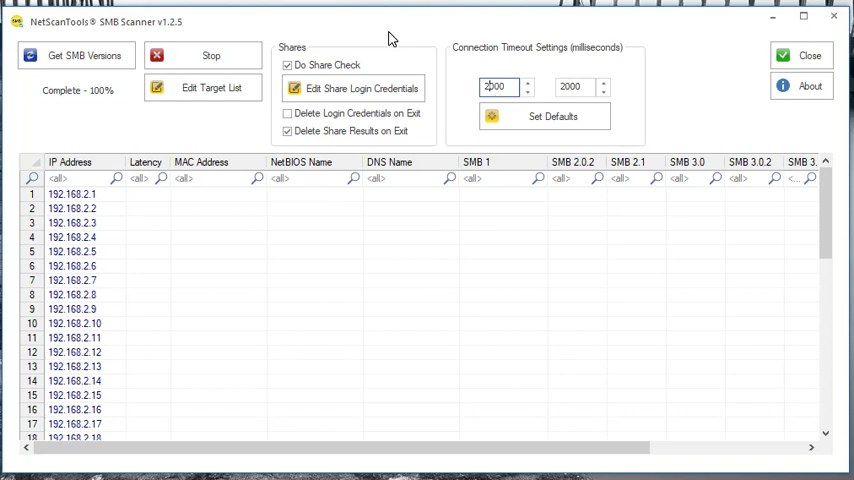 NetScanTools® SMB Scanner v1.2.5
Get SMB Versions
Stop
Complete - 100%
Edit Target List
Shares
Do Share Check
Edit Share Login Credentials
Delete Login Credentials on Exit
Delete Share Results on Exit
Connection Timeout Settings (milliseconds)
2000 2000
Set Defaults
Close
About
IP Address Latency MAC Address NetBIOS Name DNS Name SMB 1 SMB 2.0.2 SMB 2.1 SMB 3.0 SMB 3.0.2 SMB 3.
<all> <all> <all> <all> <all> <all> <all> <all> <all> <all> <...
1 192.168.2.1
2 192.168.2.2
3 192.168.2.3
4 192.168.2.4
5 192.168.2.5
6 192.168.2.6
7 192.168.2.7
8 192.168.2.8
9 192.168.2.9
10 192.168.2.10
11 192.168.2.11
12 192.168.2.12
13 192.168.2.13
14 192.168.2.14
15 192.168.2.15
16 192.168.2.16
17 192.168.2.17
18 192.168.2.18